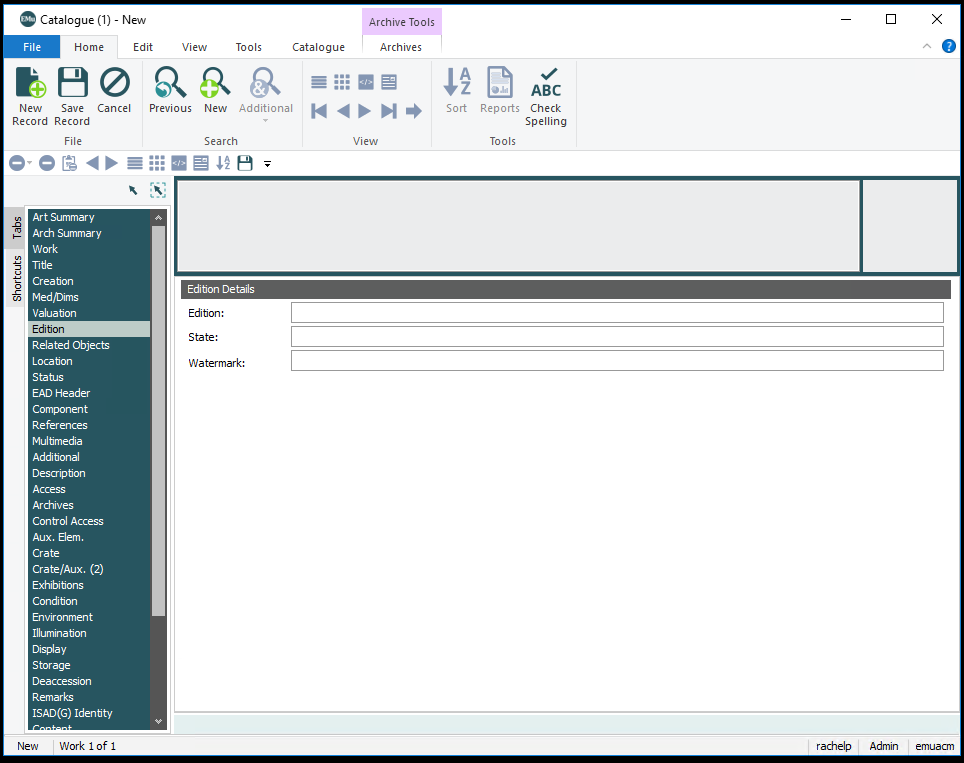 EMu Catalogue (1) - New
Archive Tools
File Home Edit View Tools Catalogue Archives
?
New Record
Save Record
Cancel
File
Previous
New
& Additional
Search
</>
View
A Z Sort
Reports
ABC Check Spelling
Tools
</> A Z
Tabs
Shortcuts
Art Summary
Arch Summary
Work
Title
Creation
Med/Dims
Valuation
Edition
Related Objects
Location
Status
EAD Header
Component
References
Multimedia
Additional
Description
Access
Archives
Control Access
Aux. Elem.
Crate
Crate/Aux. (2)
Exhibitions
Condition
Environment
Illumination
Display
Storage
Deaccession
Remarks
ISAD(G) Identity
Content
Edition Details
Edition:
State:
Watermark:
New Work 1 of 1 rachelp Admin emuacm